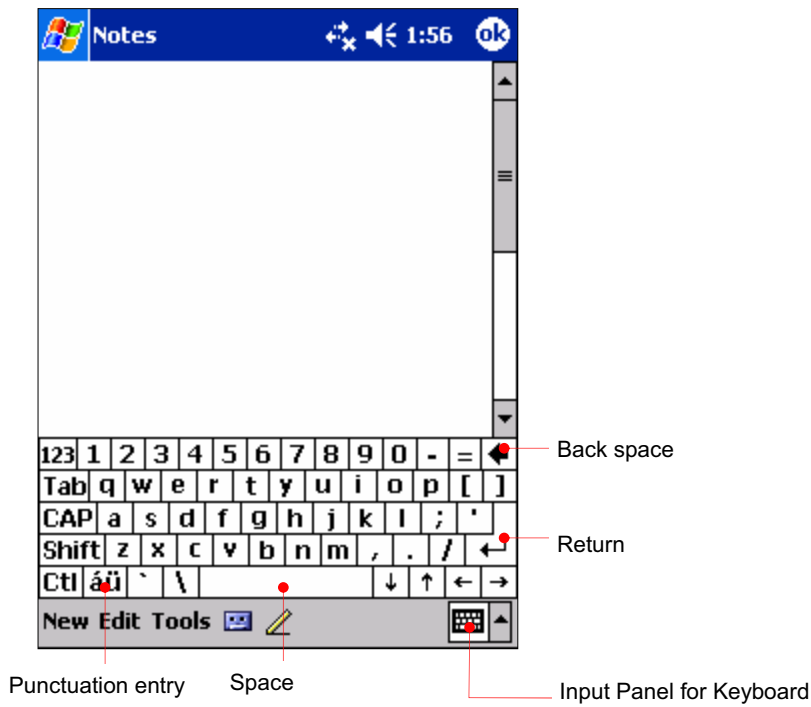 Notes 1:56 ok
123 1 2 3 4 5 6 7 8 9 0 - =
Back space
Tab q w e r t y u i o p [ ]
CAP a s d f g h j k l ; '
Return
Shift z x c v b n m , . /
Ctl áü ` \ ↓ ↑ ← →
New Edit Tools
Punctuation entry
Space
Input Panel for Keyboard